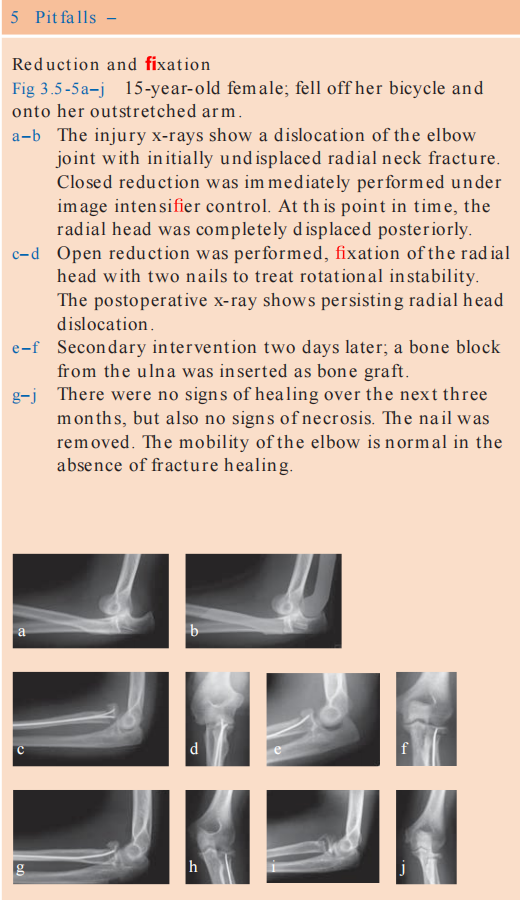 5 Pitfalls –
Reduction and fixation
Fig 3.5-5a–j 15-year-old female; fell off her bicycle and
onto her outstretched arm.
a–b The injury x-rays show a dislocation of the elbow
joint with initially undisplaced radial neck fracture.
Closed reduction was immediately performed under
image intensifier control. At this point in time, the
radial head was completely displaced posteriorly.
c–d Open reduction was performed, fixation of the radial
head with two nails to treat rotational instability.
The postoperative x-ray shows persisting radial head
dislocation.
e–f Secondary intervention two days later; a bone block
from the ulna was inserted as bone graft.
g–j There were no signs of healing over the next three
months, but also no signs of necrosis. The nail was
removed. The mobility of the elbow is normal in the
absence of fracture healing.
a b
c d e f
g h i j